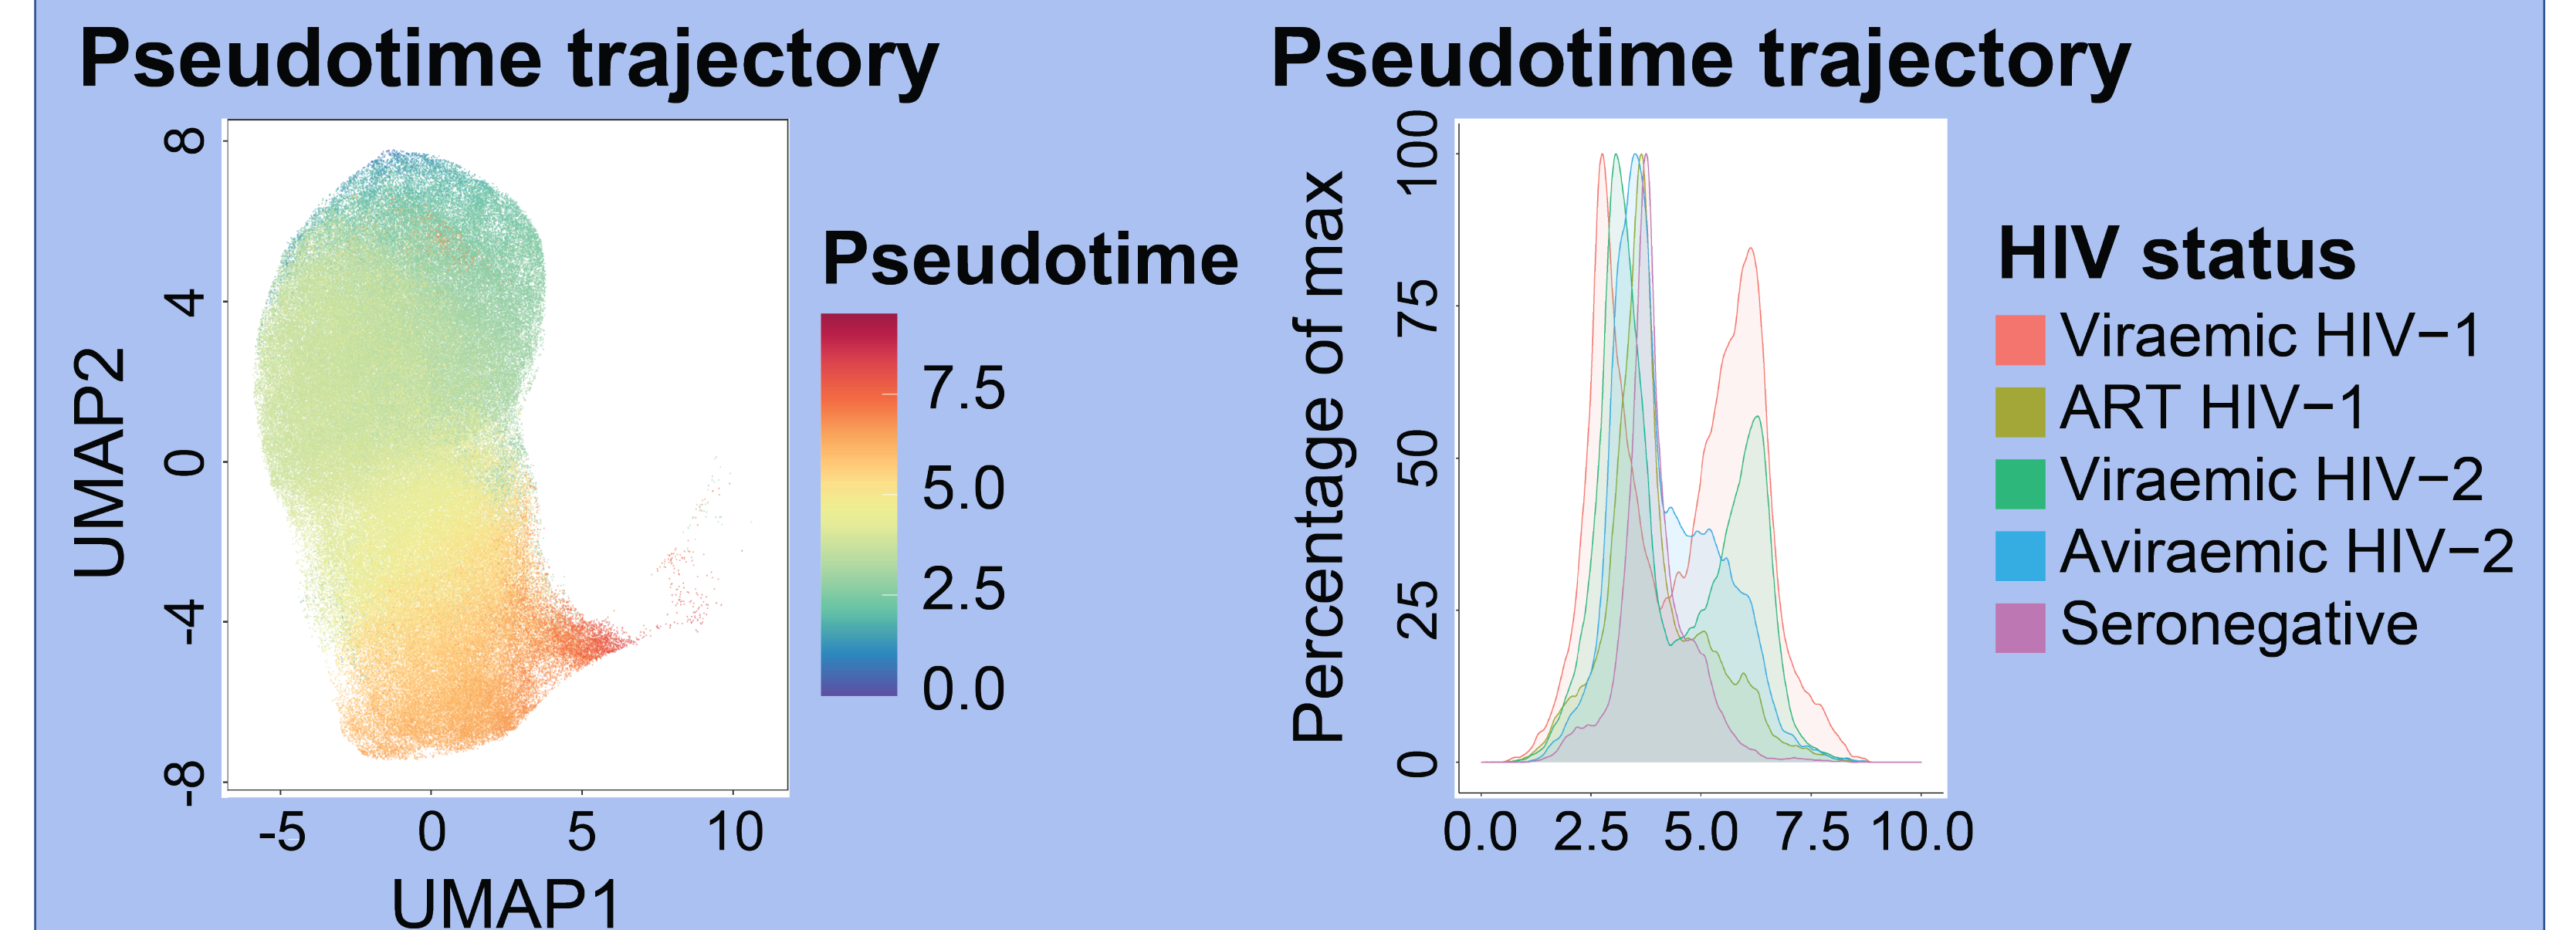 Pseudotime trajectory
8
4
0
-4
-8
UMAP2
-5 0 5 10
UMAP1
Pseudotime
7.5
5.0
2.5
0.0
Pseudotime trajectory
100
75
50
25
0
Percentage of max
0.0 2.5 5.0 7.5 10.0
HIV status
Viraemic HIV−1
ART HIV−1
Viraemic HIV−2
Aviraemic HIV−2
Seronegative